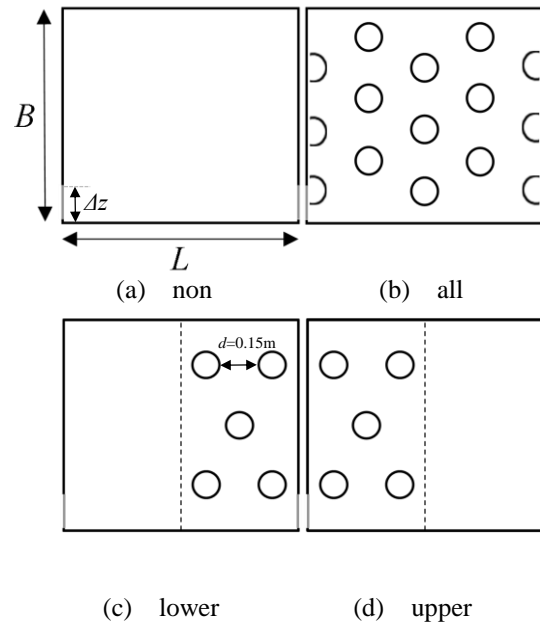 B
Δz
L
(a) non
(b) all
d=0.15m
(c) lower
(d) upper